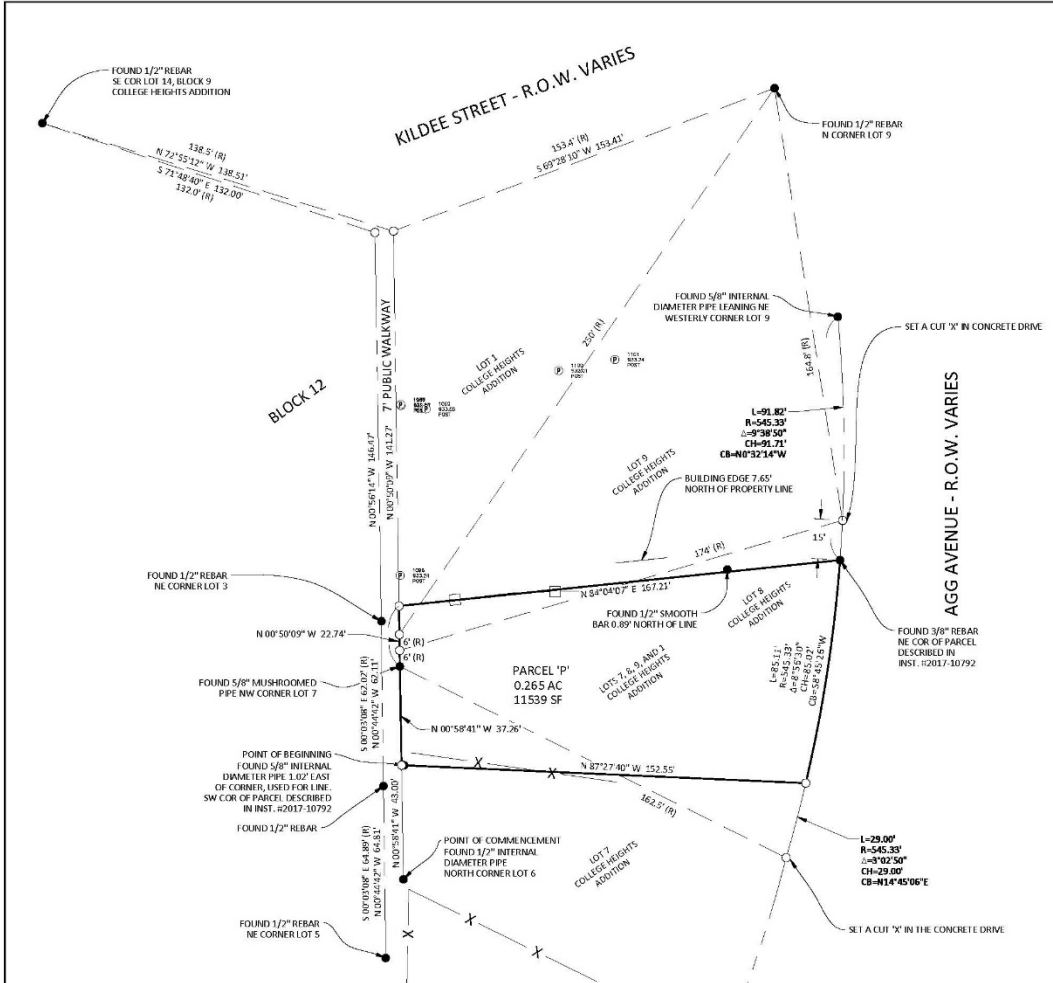 FOUND 1/2" REBAR
SE COR LOT 14, BLOCK 9
COLLEGE HEIGHTS ADDITION
KILDEE STREET - R.O.W. VARIES
FOUND 1/2" REBAR
N CORNER LOT 9
138.5' (R)
N 72°55'12" W 138.51'
S 71°48'40" E 132.00'
132.0' (R)
153.4' (R)
S 69°28'10" W 153.41'
FOUND 5/8" INTERNAL
DIAMETER PIPE LEANING NE
WESTERLY CORNER LOT 9
SET A CUT 'X' IN CONCRETE DRIVE
BLOCK 12
7' PUBLIC WALKWAY
N 00°56'14" W 146.47'
N 00°50'09" W 141.27'
LOT 1
COLLEGE HEIGHTS
ADDITION
250' (R)
164.8' (R)
P
POST
P
P
POST
P
POST
L=91.82'
R=545.33'
Δ=9°38'50"
CH=91.71'
CB=N0°32'14"W
AGG AVENUE - R.O.W. VARIES
LOT 9
COLLEGE HEIGHTS
ADDITION
BUILDING EDGE 7.65'
NORTH OF PROPERTY LINE
174' (R)
15'
P
POST
FOUND 1/2" REBAR
NE CORNER LOT 3
N 84°04'07" E 167.21'
FOUND 1/2" SMOOTH
BAR 0.89' NORTH OF LINE
LOT 8
COLLEGE HEIGHTS
ADDITION
FOUND 3/8" REBAR
NE COR OF PARCEL
DESCRIBED IN
INST. #2017-10792
N 00°50'09" W 22.74'
6' (R)
6' (R)
FOUND 5/8" MUSHROOMED
PIPE NW CORNER LOT 7
S 00°03'08" E 62.02' (R)
N 00°44'42" W 62.11'
PARCEL 'P'
0.265 AC
11539 SF
LOTS 7, 8, 9, AND 1
COLLEGE HEIGHTS
ADDITION
L=85.11'
R=545.33'
Δ=8°56'30"
CH=85.02'
CB=S8°45'26"W
N 00°58'41" W 37.26'
POINT OF BEGINNING
FOUND 5/8" INTERNAL
DIAMETER PIPE 1.02' EAST
OF CORNER, USED FOR LINE.
SW COR OF PARCEL DESCRIBED
IN INST. #2017-10792
X
X
N 87°27'40" W 152.55'
162.5' (R)
FOUND 1/2" REBAR
N 00°58'41" W 43.00'
S 00°03'08" E 64.89' (R)
N 00°44'42" W 64.81'
POINT OF COMMENCEMENT
FOUND 1/2" INTERNAL
DIAMETER PIPE
NORTH CORNER LOT 6
LOT 7
COLLEGE HEIGHTS
ADDITION
L=29.00'
R=545.33'
Δ=3°02'50"
CH=29.00'
CB=N14°45'06"E
FOUND 1/2" REBAR
NE CORNER LOT 5
X
X
X
SET A CUT 'X' IN THE CONCRETE DRIVE